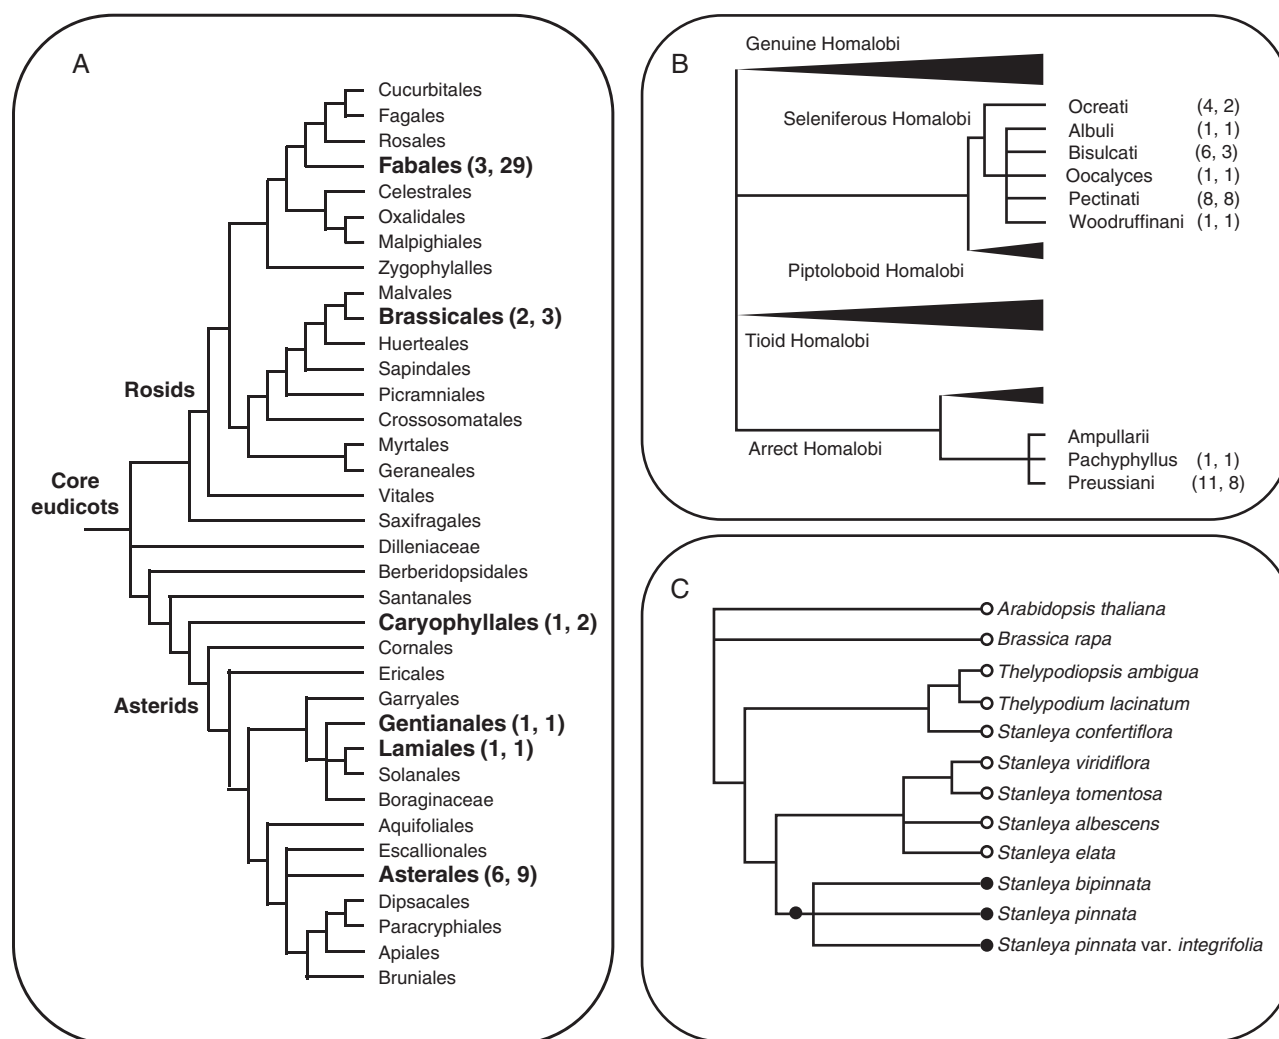 A
Cucurbitales
Fagales
Rosales
Fabales (3, 29)
Celestrales
Oxalidales
Malpighiales
Zygophylalles
Malvales
Brassicales (2, 3)
Huerteales
Sapindales
Picramniales
Crossosomatales
Myrtales
Geraneales
Vitales
Saxifragales
Dilleniaceae
Berberidopsidales
Santanales
Caryophyllales (1, 2)
Cornales
Ericales
Garryales
Gentianales (1, 1)
Lamiales (1, 1)
Solanales
Boraginaceae
Aquifoliales
Escallionales
Asterales (6, 9)
Dipsacales
Paracryphiales
Apiales
Bruniales
Rosids
Core
eudicots
Asterids
B
Genuine Homalobi
Seleniferous Homalobi
Ocreati (4, 2)
Albuli (1, 1)
Bisulcati (6, 3)
Oocalyces (1, 1)
Pectinati (8, 8)
Woodruffinani (1, 1)
Piptoloboid Homalobi
Tioid Homalobi
Arrect Homalobi
Ampullarii
Pachyphyllus (1, 1)
Preussiani (11, 8)
C
Arabidopsis thaliana
Brassica rapa
Thelypodiopsis ambigua
Thelypodium lacinatum
Stanleya confertiflora
Stanleya viridiflora
Stanleya tomentosa
Stanleya albescens
Stanleya elata
Stanleya bipinnata
Stanleya pinnata
Stanleya pinnata var. integrifolia